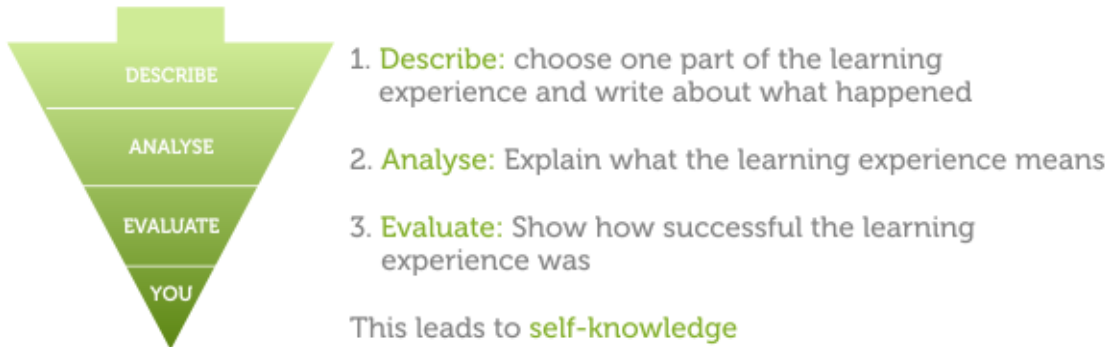 DESCRIBE
ANALYSE
EVALUATE
YOU
1. Describe: choose one part of the learning
experience and write about what happened
2. Analyse: Explain what the learning experience means
3. Evaluate: Show how successful the learning
experience was
This leads to self-knowledge